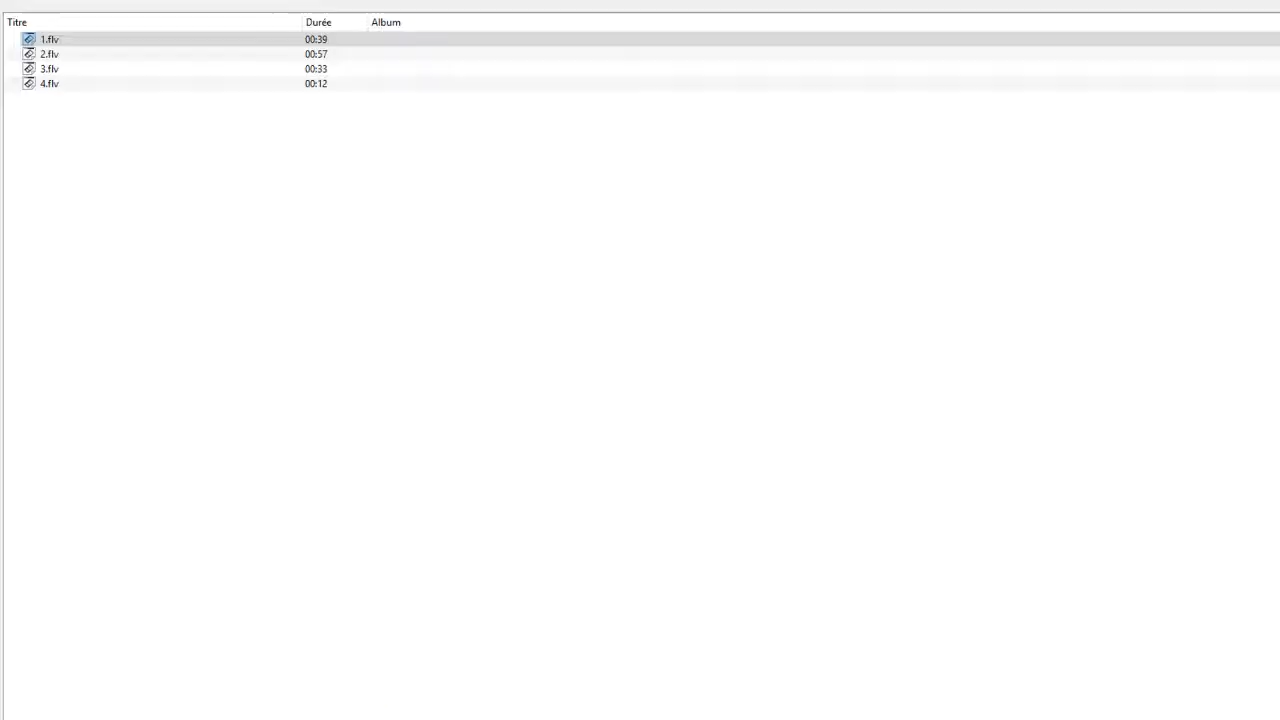 Titre Durée Album
1.flv 00:39
2.flv 00:57
3.flv 00:33
4.flv 00:12